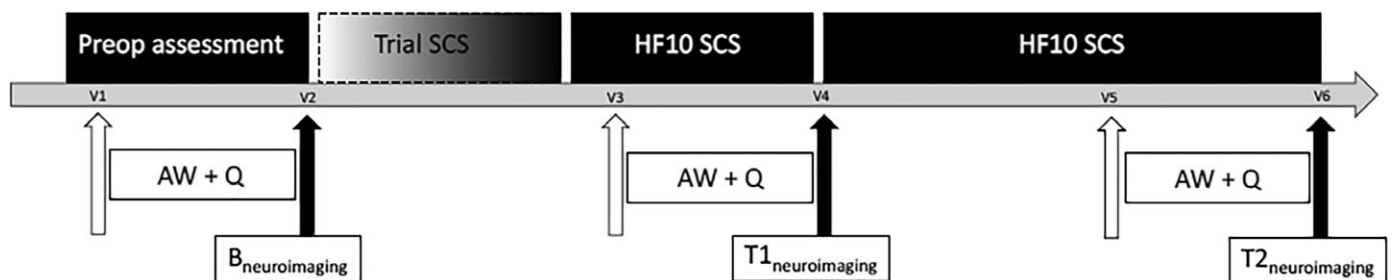 Preop assessment Trial SCS HF10 SCS HF10 SCS
V1 V2 V3 V4 V5 V6
AW + Q AW + Q AW + Q
Bneuroimaging T1neuroimaging T2neuroimaging